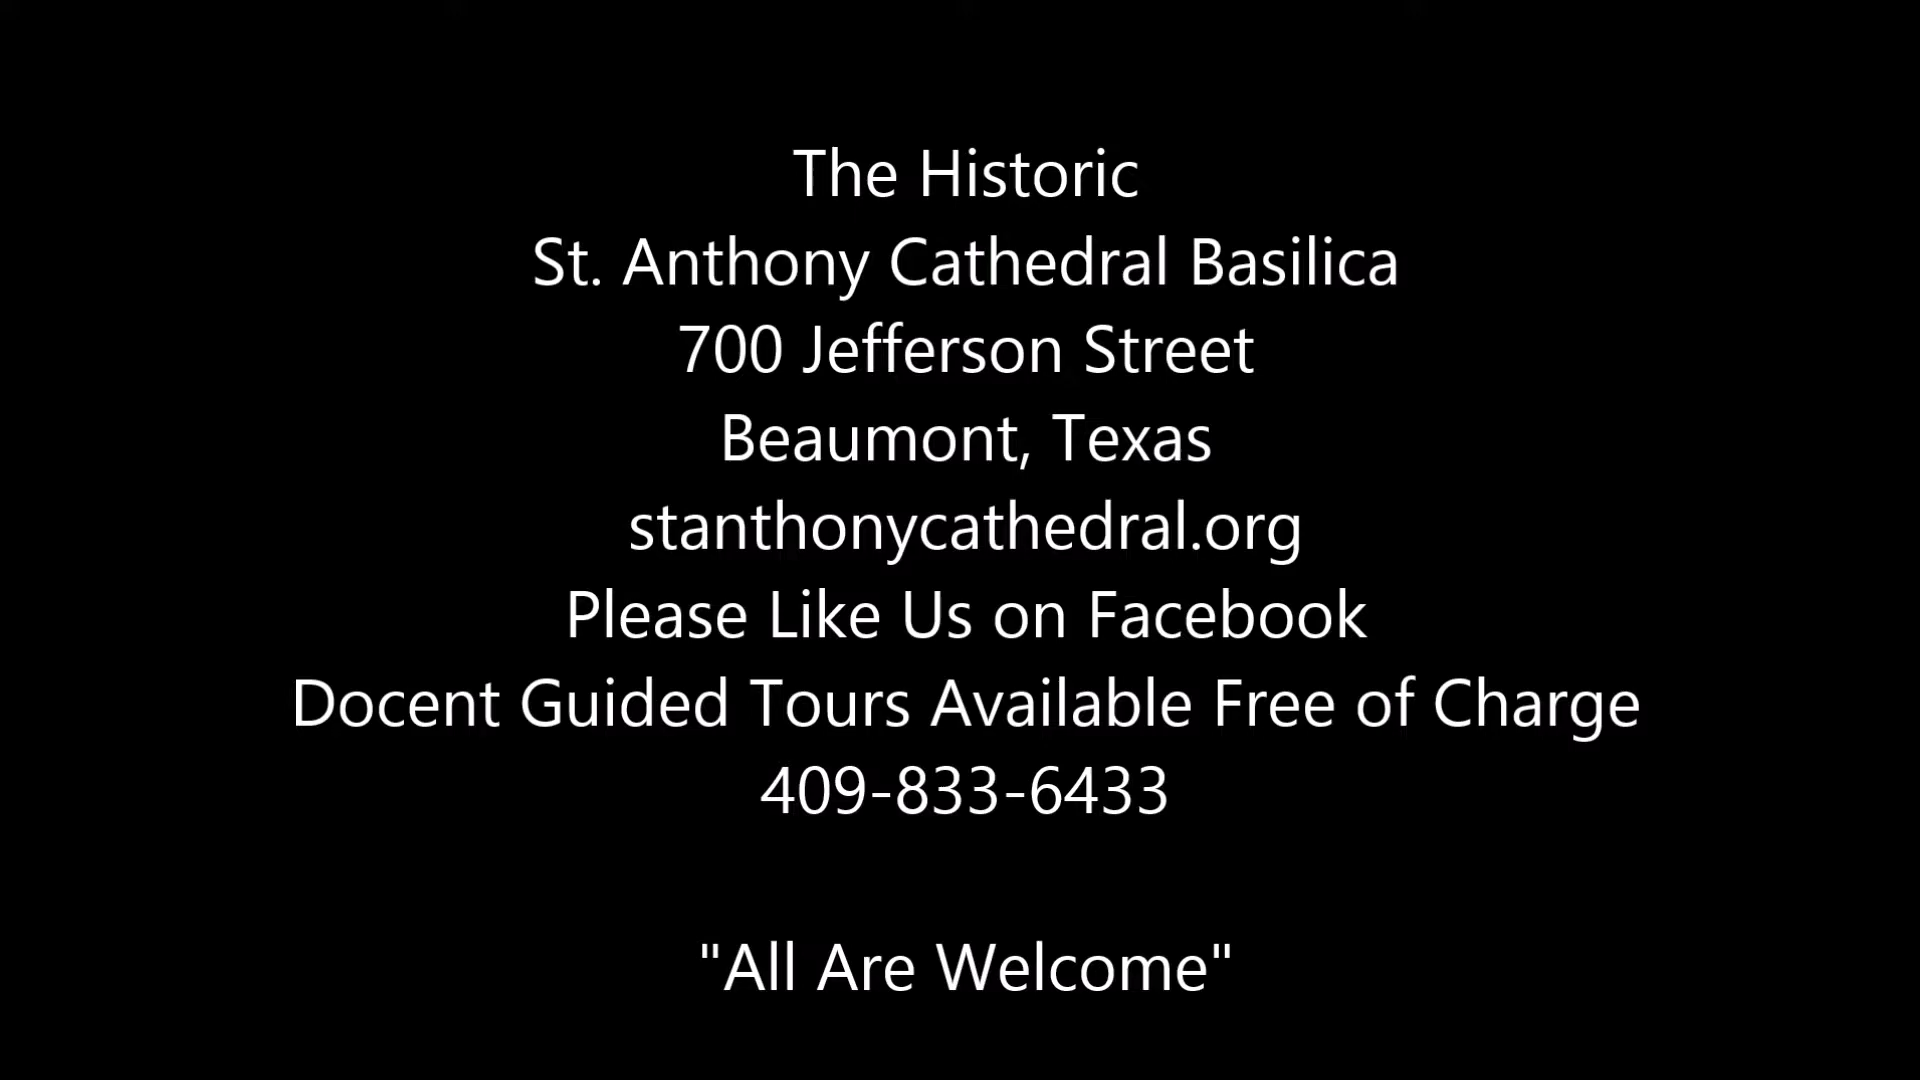 The Historic
St. Anthony Cathedral Basilica
700 Jefferson Street
Beaumont, Texas
stanthonycathedral.org
Please Like Us on Facebook
Docent Guided Tours Available Free of Charge
409-833-6433
"All Are Welcome"